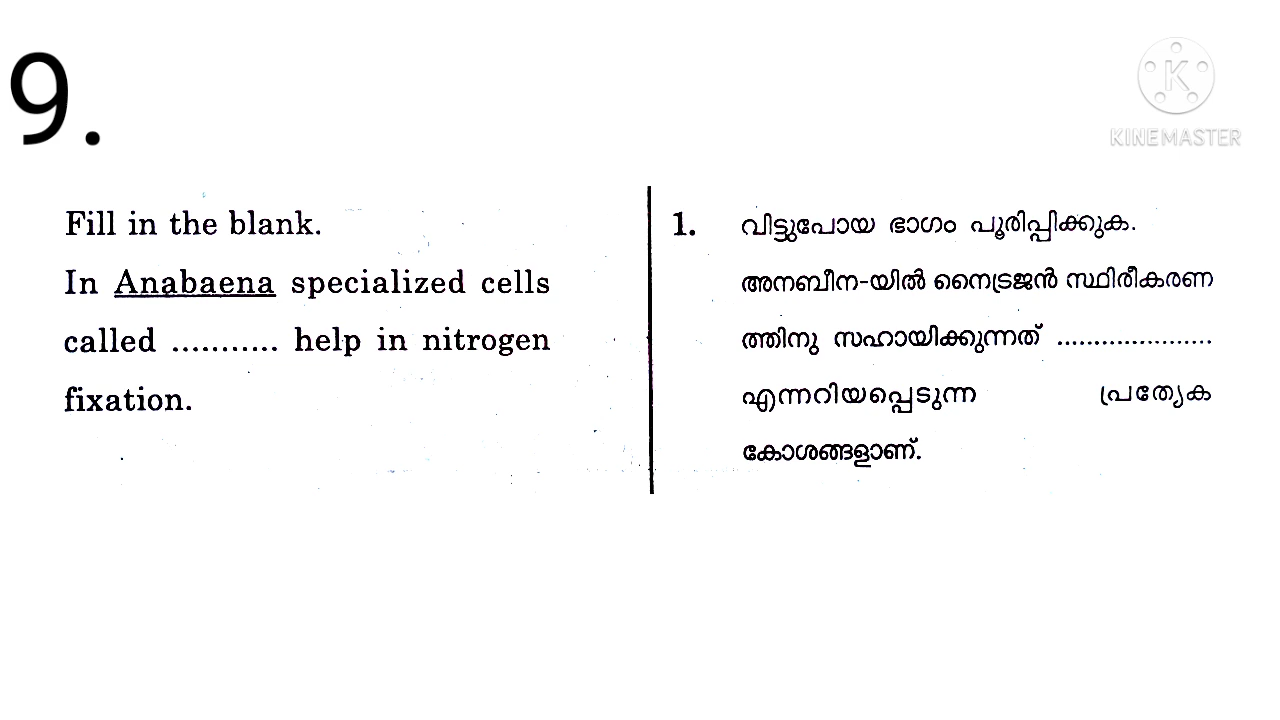 9.
KINEMASTER
Fill in the blank.
In Anabaena specialized cells
called ........... help in nitrogen
fixation.
1. വിട്ടുപോയ ഭാഗം പൂരിപ്പിക്കുക.
അനബീന-യിൽ നൈട്രജൻ സ്ഥിരീകരണ
ത്തിനു സഹായിക്കുന്നത് .....................
എന്നറിയപ്പെടുന്ന പ്രത്യേക
കോശങ്ങളാണ്.